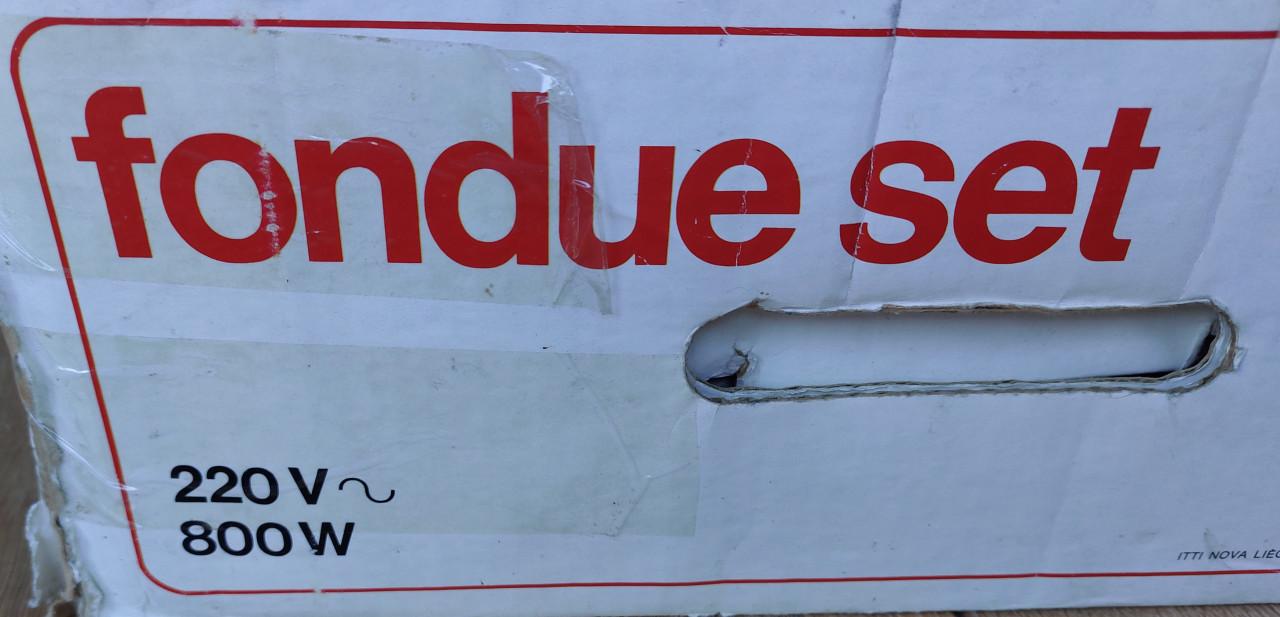 fondue set
220 V ~
800 W
ITTI NOVA